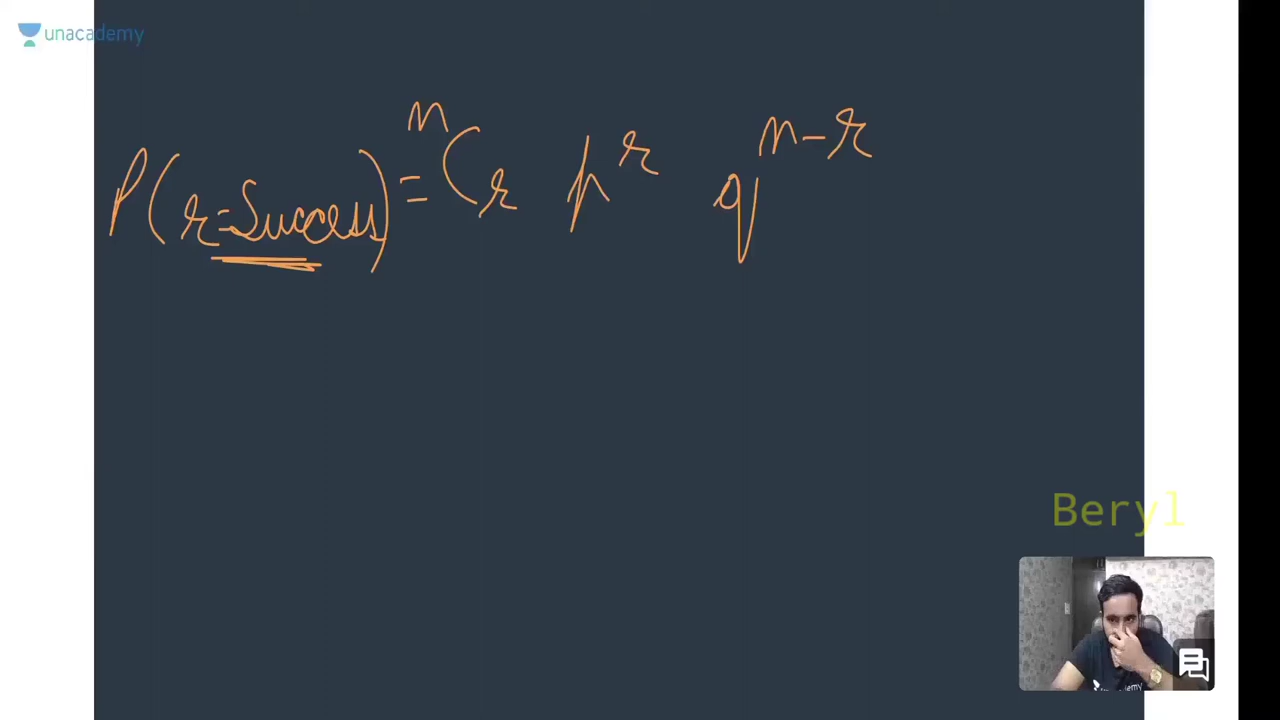 unacademy
P(r=Success) = ⁿCᵣ pʳ qⁿ⁻ʳ
Beryl